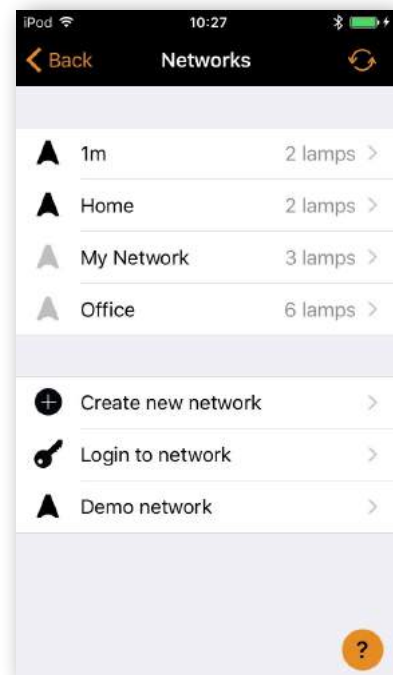 iPod 10:27
Back Networks
1m 2 lamps
Home 2 lamps
My Network 3 lamps
Office 6 lamps
Create new network
Login to network
Demo network
?